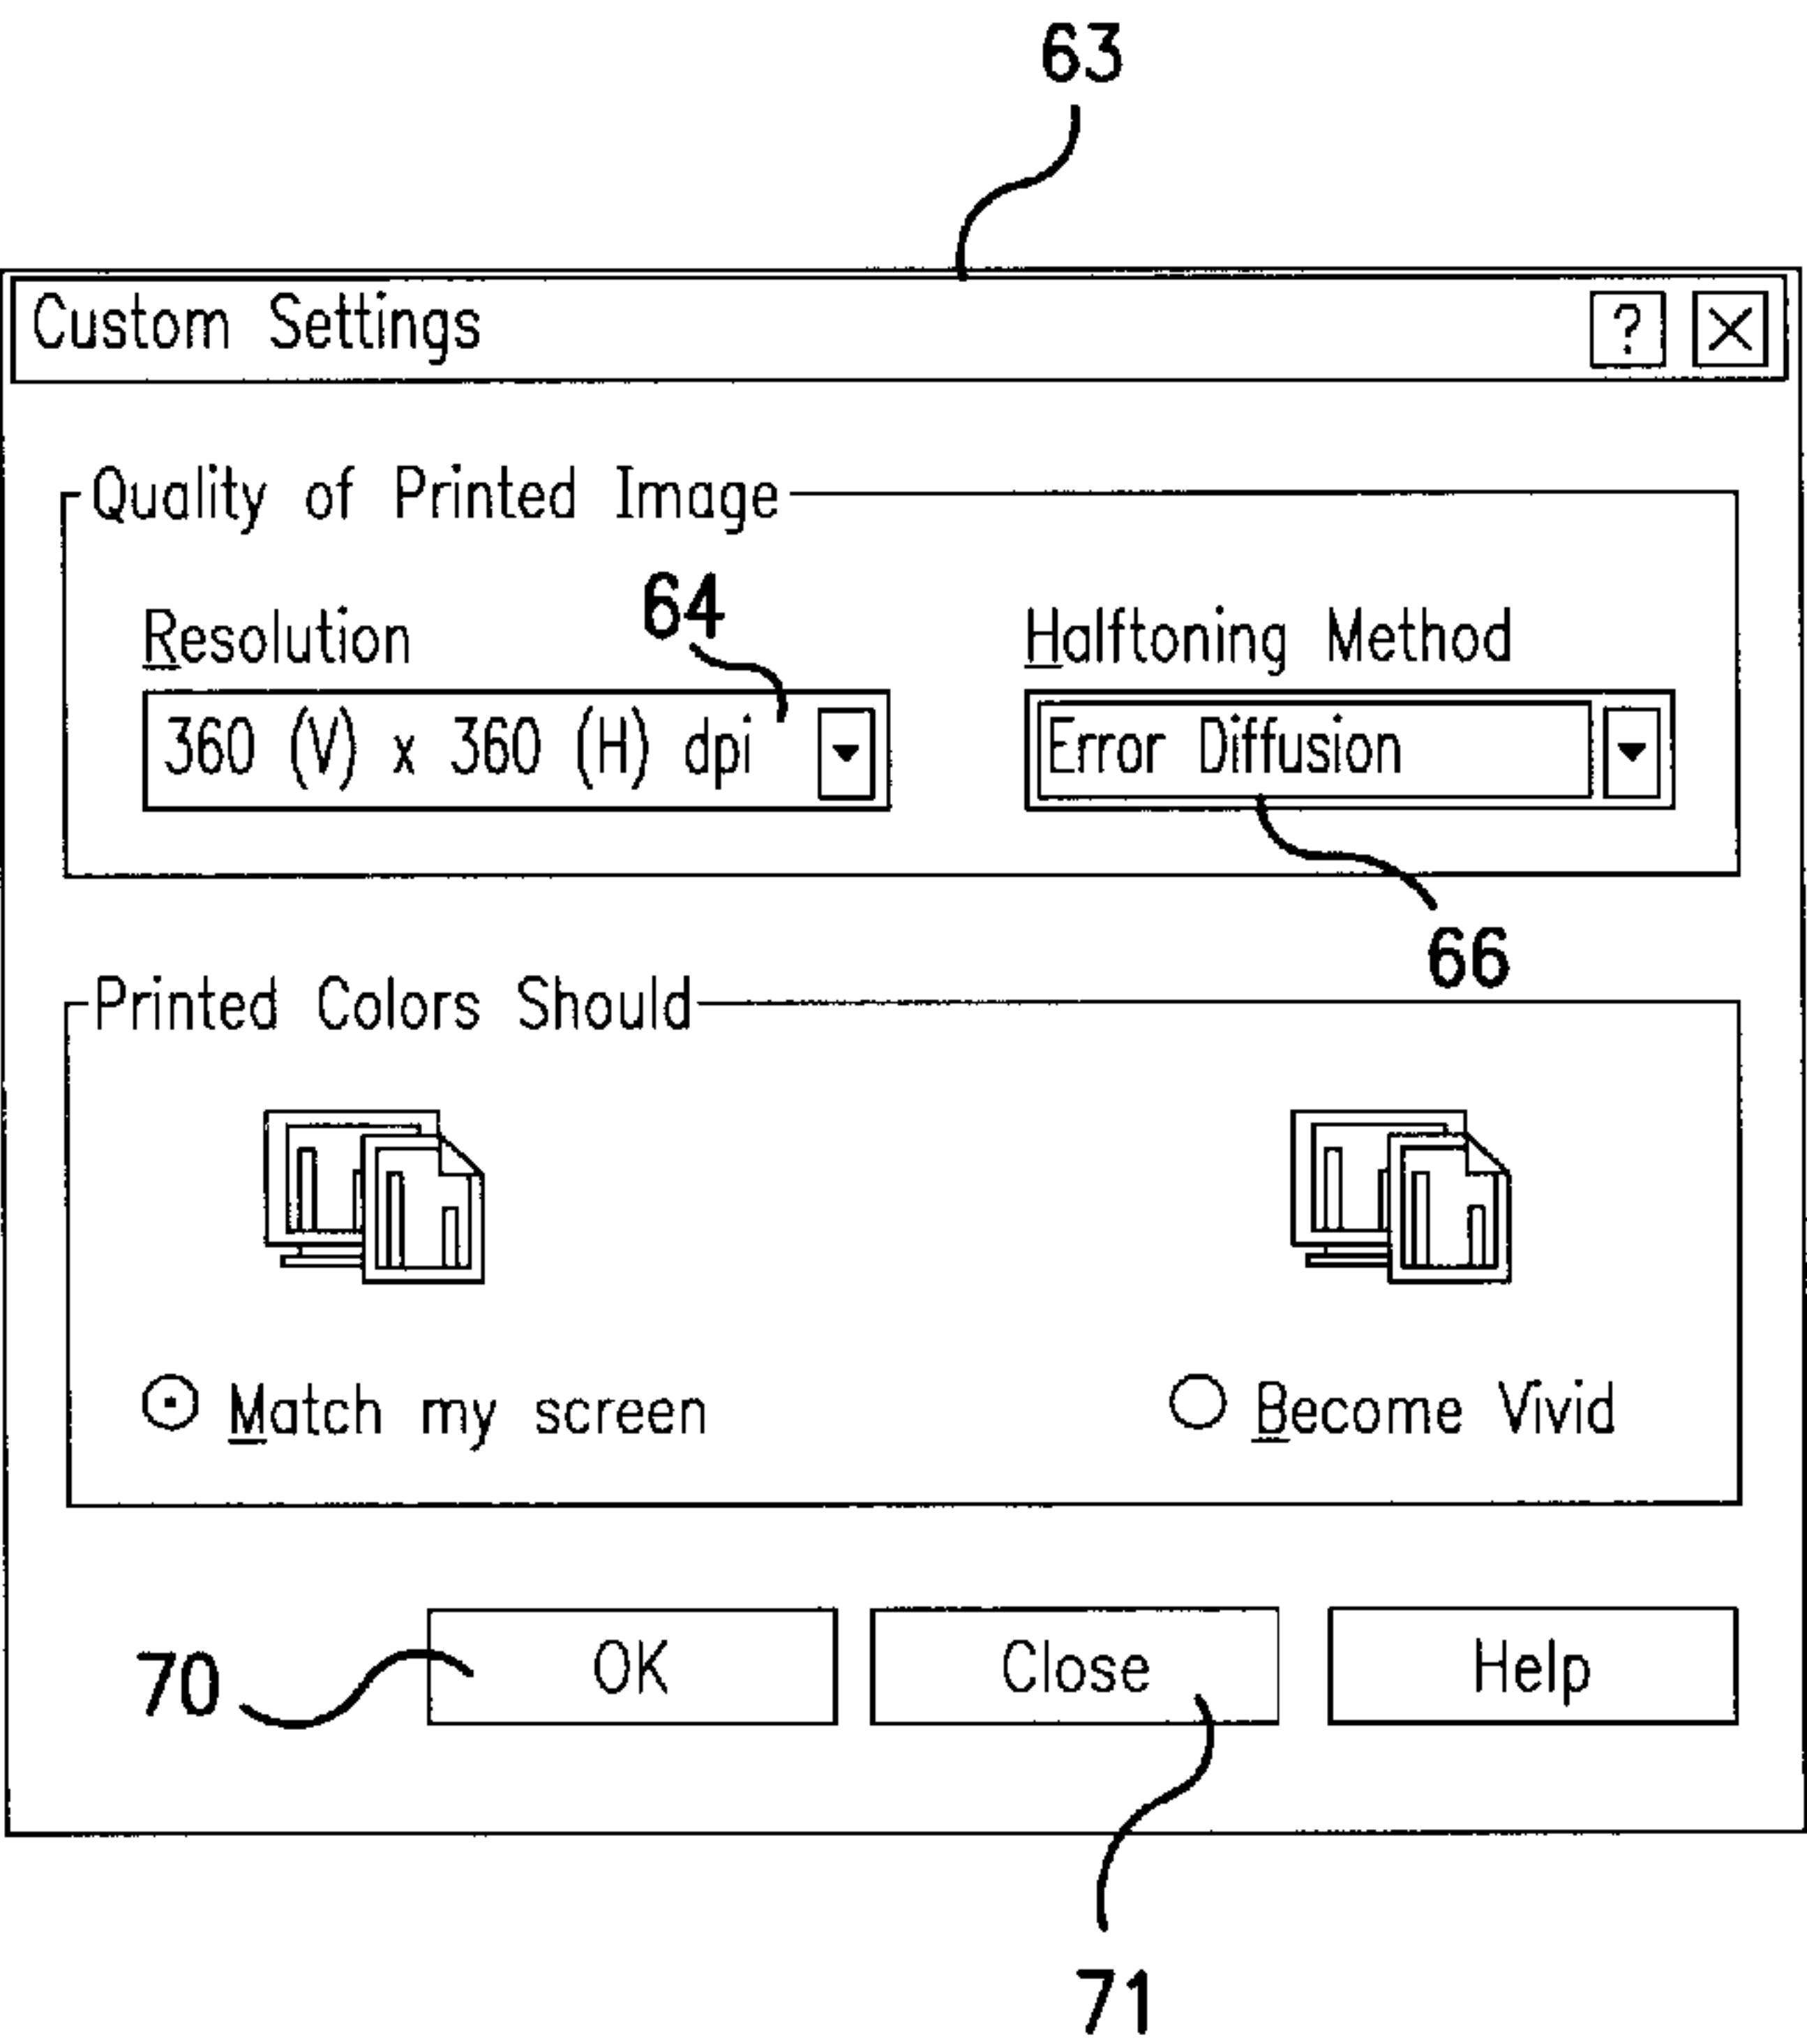 63
Custom Settings ? X
Quality of Printed Image
64
Resolution Halftoning Method
360 (V) x 360 (H) dpi Error Diffusion
66
Printed Colors Should
Match my screen Become Vivid
70 OK Close Help
71